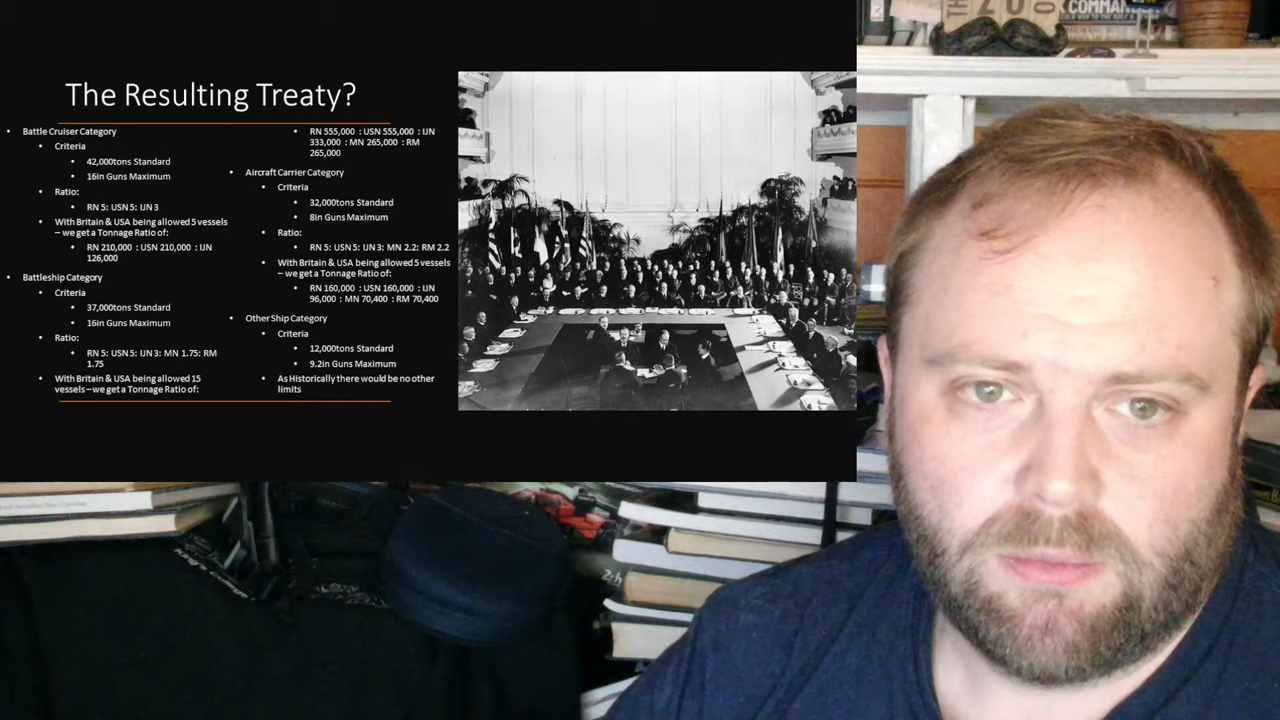 The Resulting Treaty?
• Battle Cruiser Category
• Criteria
• 42,000tons Standard
• 16in Guns Maximum
• Ratio:
• RN 5: USN 5: IJN 3
• With Britain & USA being allowed 5 vessels
– we get a Tonnage Ratio of:
• RN 210,000 : USN 210,000 : IJN
126,000
• Battleship Category
• Criteria
• 37,000tons Standard
• 16in Guns Maximum
• Ratio:
• RN 5: USN 5: IJN 3: MN 1.75: RM
1.75
• With Britain & USA being allowed 15
vessels – we get a Tonnage Ratio of:
• RN 555,000 : USN 555,000 : IJN
333,000 : MN 265,000 : RM
265,000
• Aircraft Carrier Category
• Criteria
• 32,000tons Standard
• 8in Guns Maximum
• Ratio:
• RN 5: USN 5: IJN 3: MN 2.2: RM 2.2
• With Britain & USA being allowed 5 vessels
– we get a Tonnage Ratio of:
• RN 160,000 : USN 160,000 : IJN
96,000 : MN 70,400 : RM 70,400
• Other Ship Category
• Criteria
• 12,000tons Standard
• 9.2in Guns Maximum
• As Historically there would be no other
limits
COMMAND